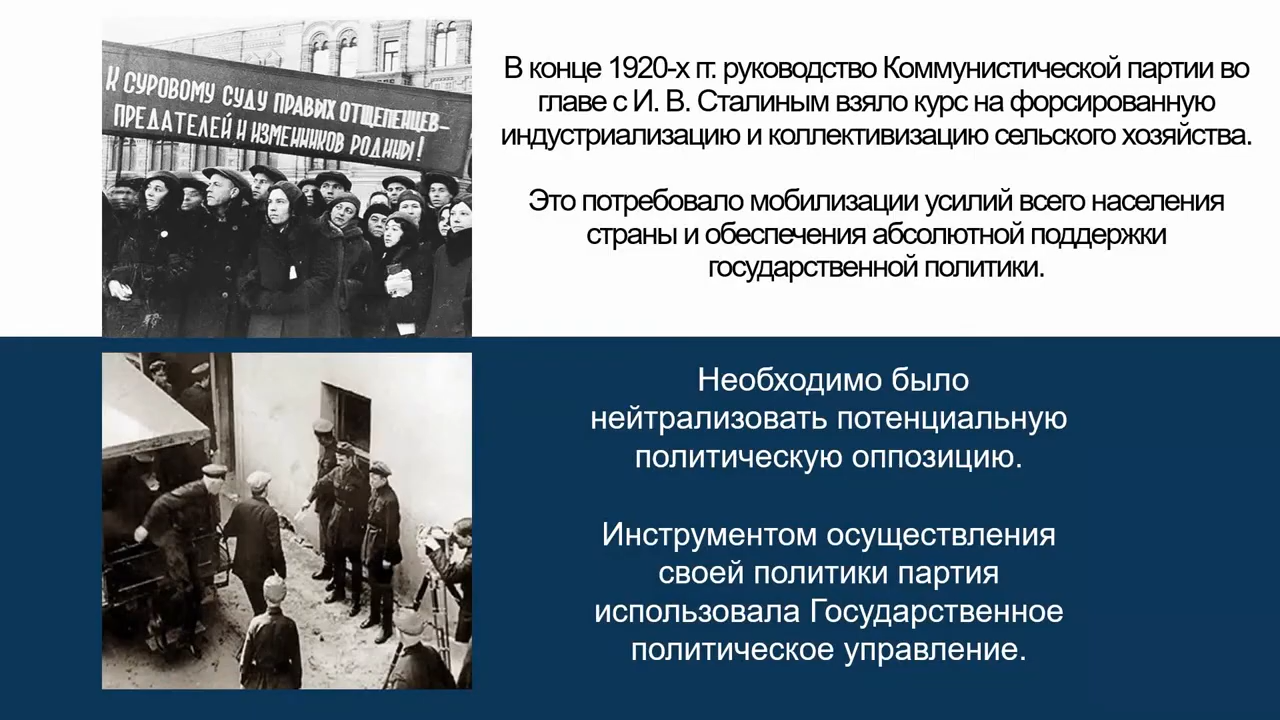 К СУРОВОМУ СУДУ ПРАВЫХ ОТЩЕПЕНЦЕВ–
ПРЕДАТЕЛЕЙ И ИЗМЕННИКОВ РОДИНЫ!
В конце 1920-х гг. руководство Коммунистической партии во
главе с И. В. Сталиным взяло курс на форсированную
индустриализацию и коллективизацию сельского хозяйства.
Это потребовало мобилизации усилий всего населения
страны и обеспечения абсолютной поддержки
государственной политики.
Необходимо было
нейтрализовать потенциальную
политическую оппозицию.
Инструментом осуществления
своей политики партия
использовала Государственное
политическое управление.